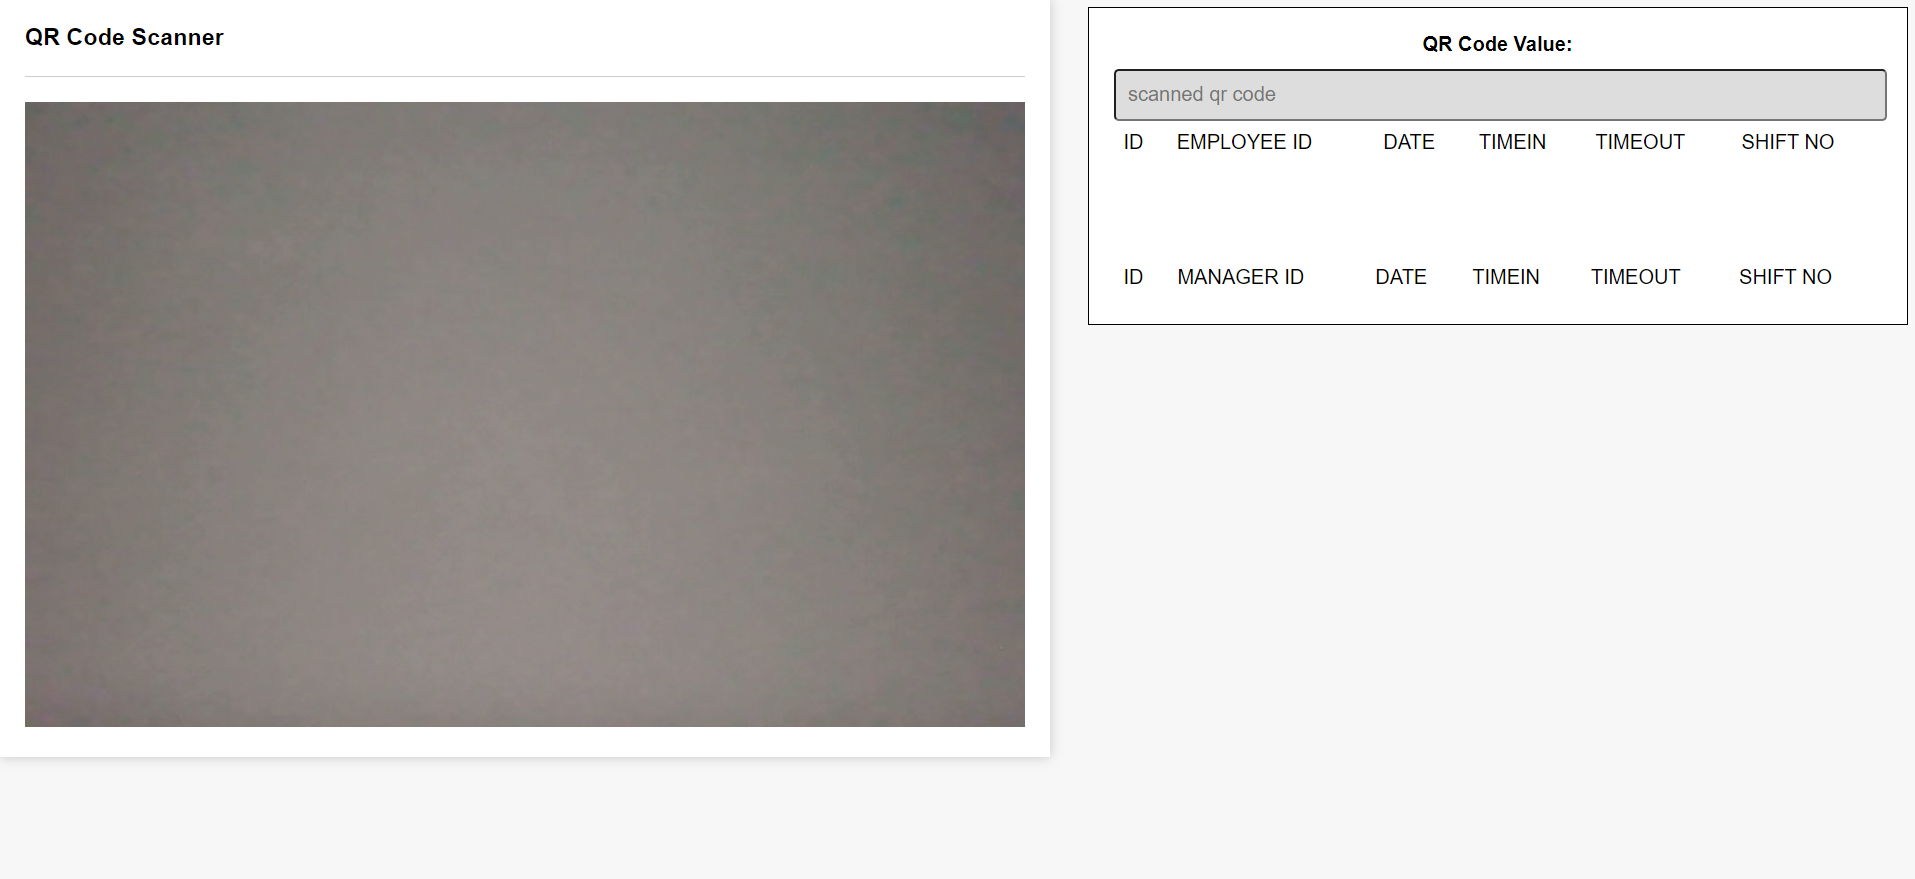 QR Code Scanner
QR Code Value:
scanned qr code
ID EMPLOYEE ID DATE TIMEIN TIMEOUT SHIFT NO
ID MANAGER ID DATE TIMEIN TIMEOUT SHIFT NO